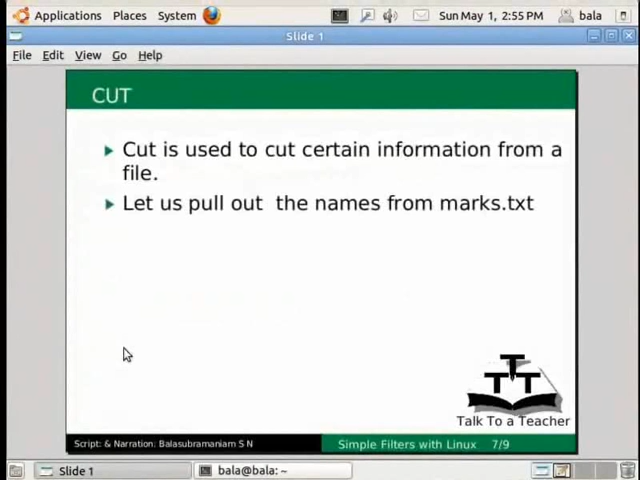 Applications Places System Sun May 1, 2:55 PM bala
Slide 1
File Edit View Go Help
CUT
Cut is used to cut certain information from a
file.
Let us pull out the names from marks.txt
T T T
Talk To a Teacher
Script: & Narration: Balasubramaniam S N Simple Filters with Linux 7/9
Slide 1 bala@bala: ~